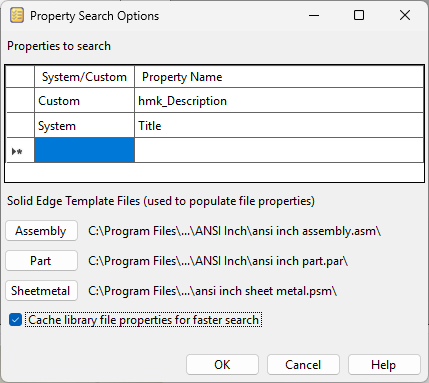 Property Search Options
Properties to search
System/Custom Property Name
Custom hmk_Description
System Title
Solid Edge Template Files (used to populate file properties)
Assembly C:\Program Files\...\ANSI Inch\ansi inch assembly.asm\
Part C:\Program Files\...\ANSI Inch\ansi inch part.par\
Sheetmetal C:\Program Files\...\ansi inch sheet metal.psm\
Cache library file properties for faster search
OK Cancel Help